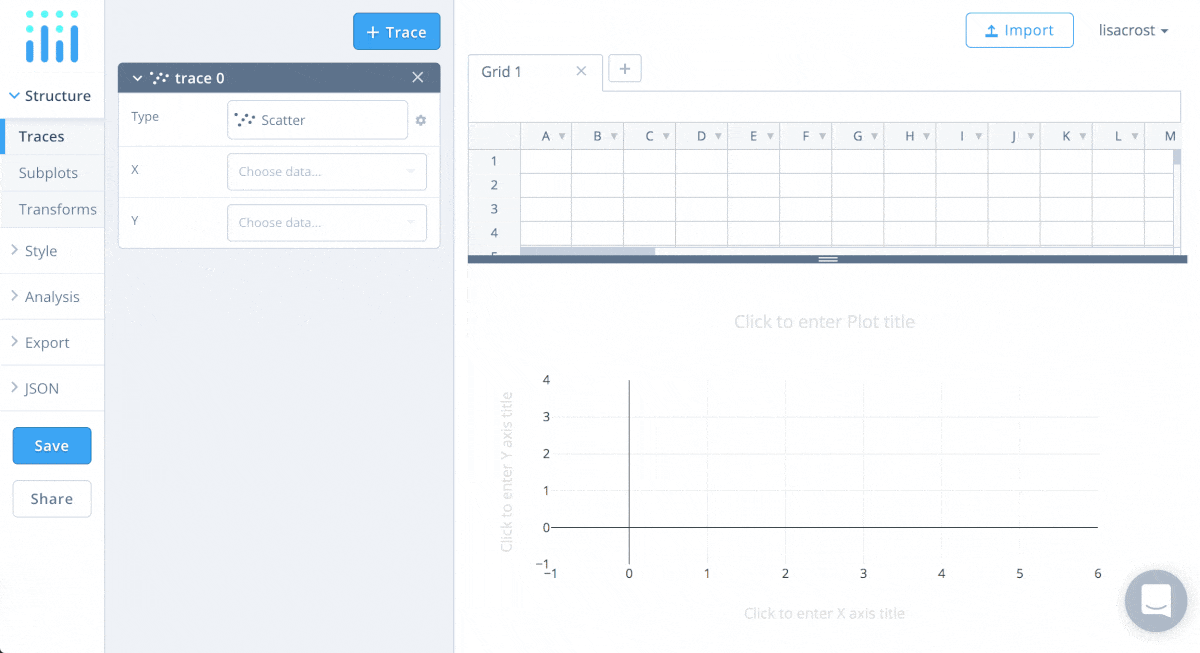 + Trace
Import
lisacrost
Structure
Traces
Subplots
Transforms
Style
Analysis
Export
JSON
Save
Share
trace 0
Type
Scatter
X
Choose data...
Y
Choose data...
Grid 1
+
A B C D E F G H I J K L M
1
2
3
4
5
Click to enter Plot title
Click to enter Y axis title
4
3
2
1
0
−1
−1 0 1 2 3 4 5 6
Click to enter X axis title